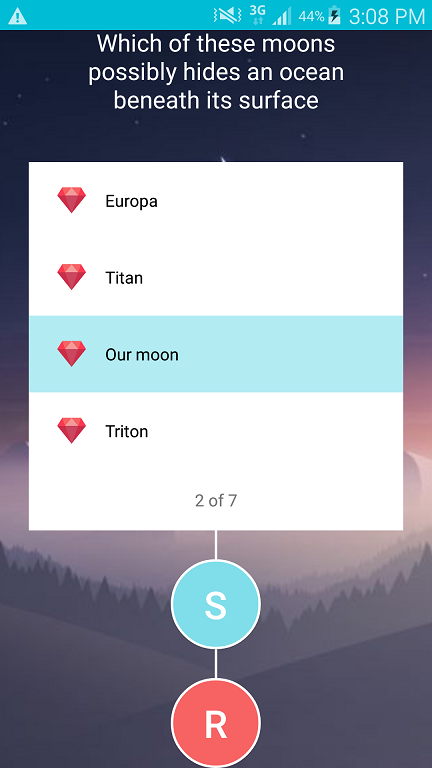 3G 44% 3:08 PM
Which of these moons
possibly hides an ocean
beneath its surface
Europa
Titan
Our moon
Triton
2 of 7
S
R